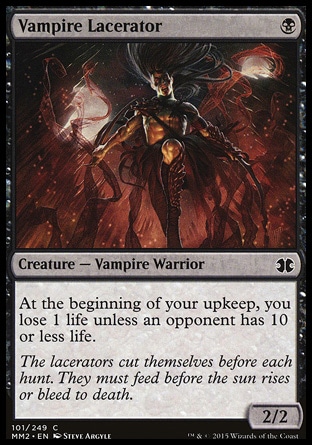 Vampire Lacerator
Creature — Vampire Warrior
At the beginning of your upkeep, you
lose 1 life unless an opponent has 10
or less life.
The lacerators cut themselves before each
hunt. They must feed before the sun rises
or bleed to death.
2/2
101/249 C
MM2 • EN Steve Argyle
™ & © 2015 Wizards of the Coast